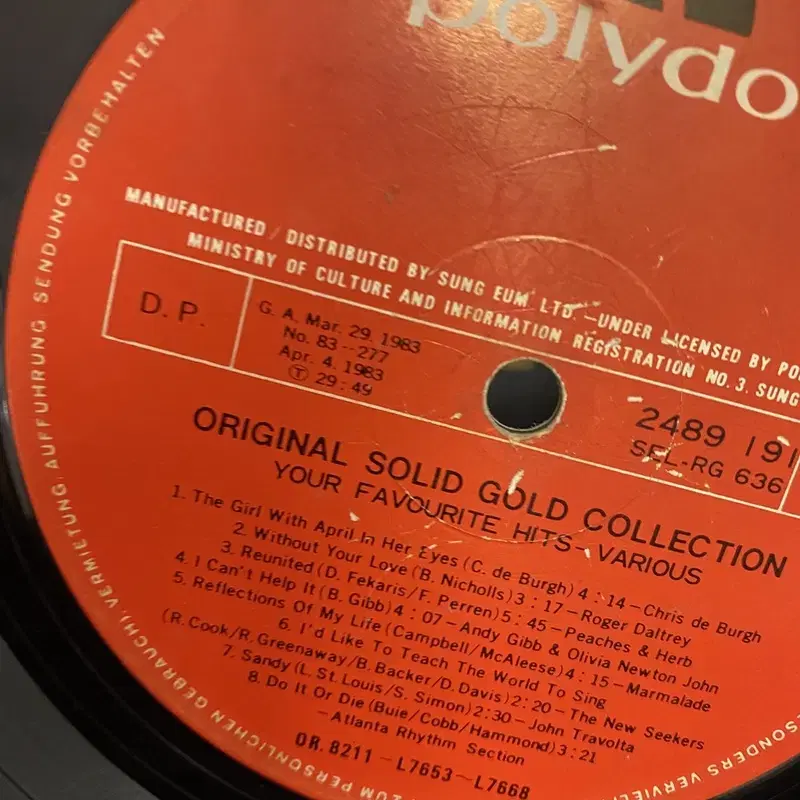 polydo
MANUFACTURED / DISTRIBUTED BY SUNG EUM LTD. —UNDER LICENSED BY PO
MINISTRY OF CULTURE AND INFORMATION REGISTRATION NO. 3. SUNG
D. P.
G. A. Mar. 29. 1983
No. 83--277
Apr. 4. 1983
Ⓣ 29:49
2489 191
SEL-RG 636
ORIGINAL SOLID GOLD COLLECTION
YOUR FAVOURITE HITS-VARIOUS
1. The Girl With April In Her Eyes (C. de Burgh) 4:14—Chris de Burgh
2. Without Your Love (B. Nicholls) 3:17—Roger Daltrey
3. Reunited (D. Fekaris/F. Perren) 5:45—Peaches & Herb
4. I Can't Help It (B. Gibb) 4:07—Andy Gibb & Olivia Newton John
5. Reflections Of My Life (Campbell/McAleese) 4:15—Marmalade
6. I'd Like To Teach The World To Sing
(R. Cook/R. Greenaway/B. Backer/D. Davis) 2:20—The New Seekers
7. Sandy (L. St. Louis/S. Simon) 2:30—John Travolta
8. Do It Or Die (Buie/Cobb/Hammond) 3:21
—Atlanta Rhythm Section
OR. 8211—L7653—L7668
ZUM PERSÖNLICHEN GEBRAUCH), VERMIETUNG, AUFFÜHRUNG, SENDUNG VORBEHALTEN
SONDERS VERVIEL